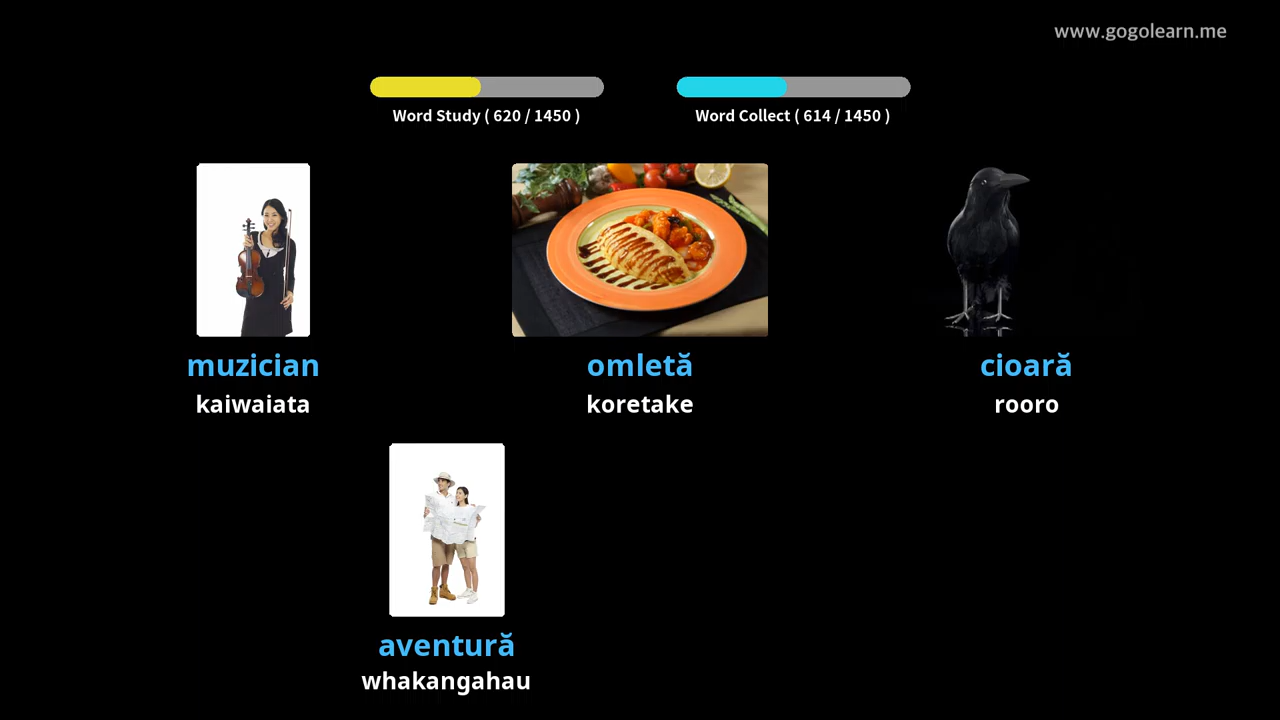 www.gogolearn.me
Word Study ( 620 / 1450 )
Word Collect ( 614 / 1450 )
muzician
omletă
cioară
kaiwaiata
koretake
rooro
aventură
whakangahau